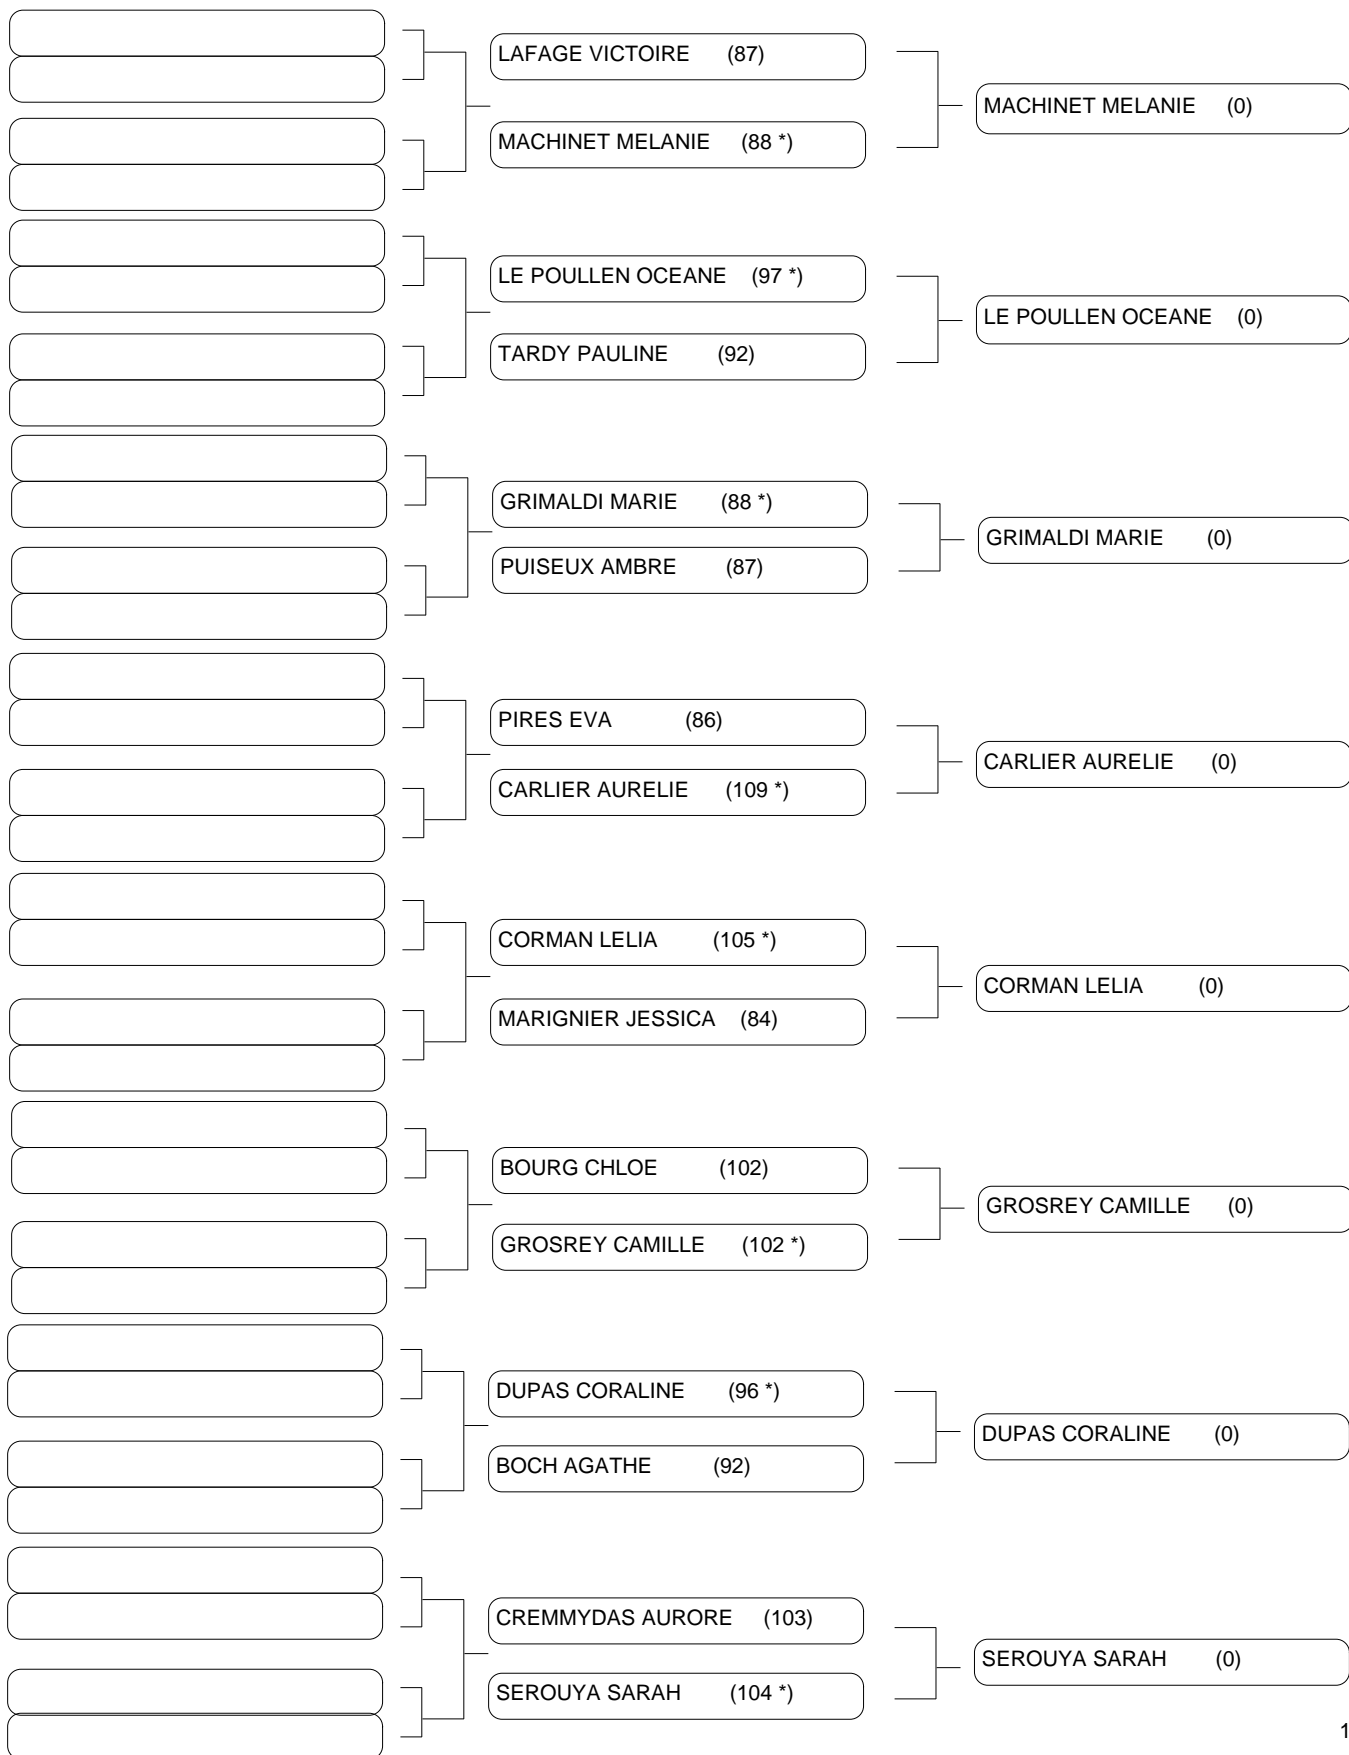 LAFAGE VICTOIRE (87)
MACHINET MELANIE (88 *)
MACHINET MELANIE (0)
LE POULLEN OCEANE (97 *)
TARDY PAULINE (92)
LE POULLEN OCEANE (0)
GRIMALDI MARIE (88 *)
PUISEUX AMBRE (87)
GRIMALDI MARIE (0)
PIRES EVA (86)
CARLIER AURELIE (109 *)
CARLIER AURELIE (0)
CORMAN LELIA (105 *)
MARIGNIER JESSICA (84)
CORMAN LELIA (0)
BOURG CHLOE (102)
GROSREY CAMILLE (102 *)
GROSREY CAMILLE (0)
DUPAS CORALINE (96 *)
BOCH AGATHE (92)
DUPAS CORALINE (0)
CREMMYDAS AURORE (103)
SEROUYA SARAH (104 *)
SEROUYA SARAH (0)
1